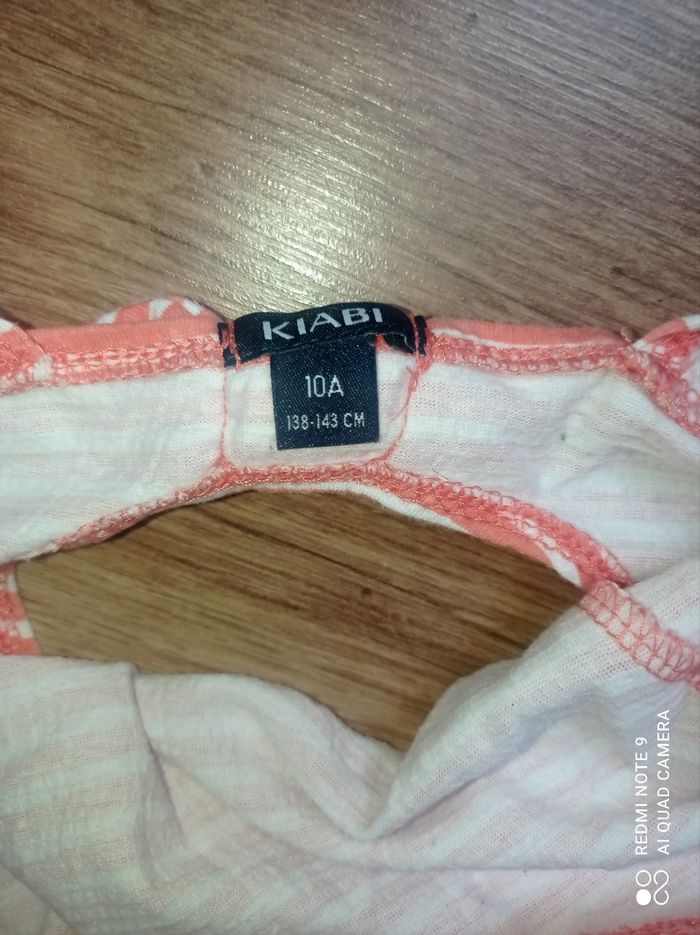 KIABI
10A
138-143 CM
REDMI NOTE 9
AI QUAD CAMERA